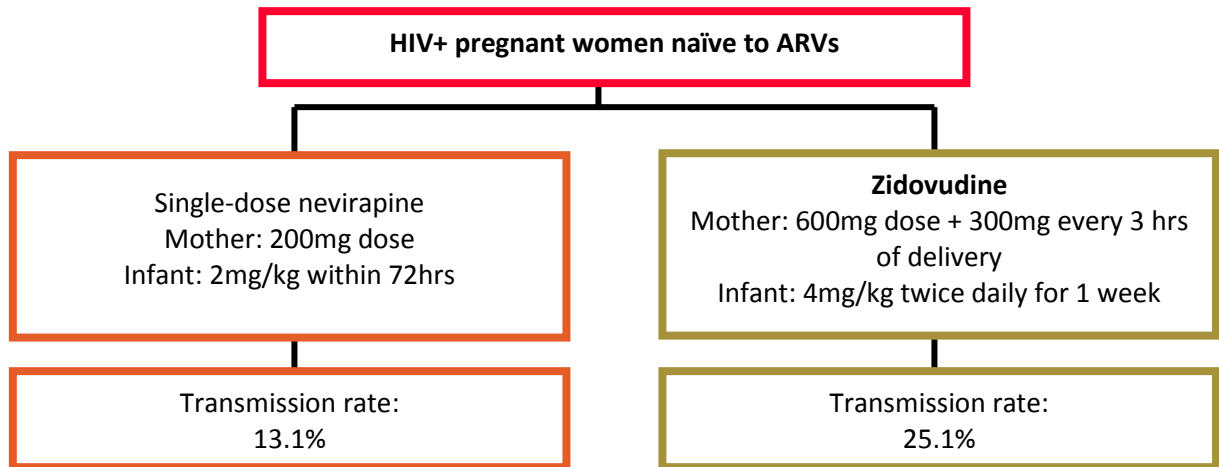 HIV+ pregnant women naïve to ARVs
Single-dose nevirapine
Mother: 200mg dose
Infant: 2mg/kg within 72hrs
Zidovudine
Mother: 600mg dose + 300mg every 3 hrs
of delivery
Infant: 4mg/kg twice daily for 1 week
Transmission rate:
13.1%
Transmission rate:
25.1%